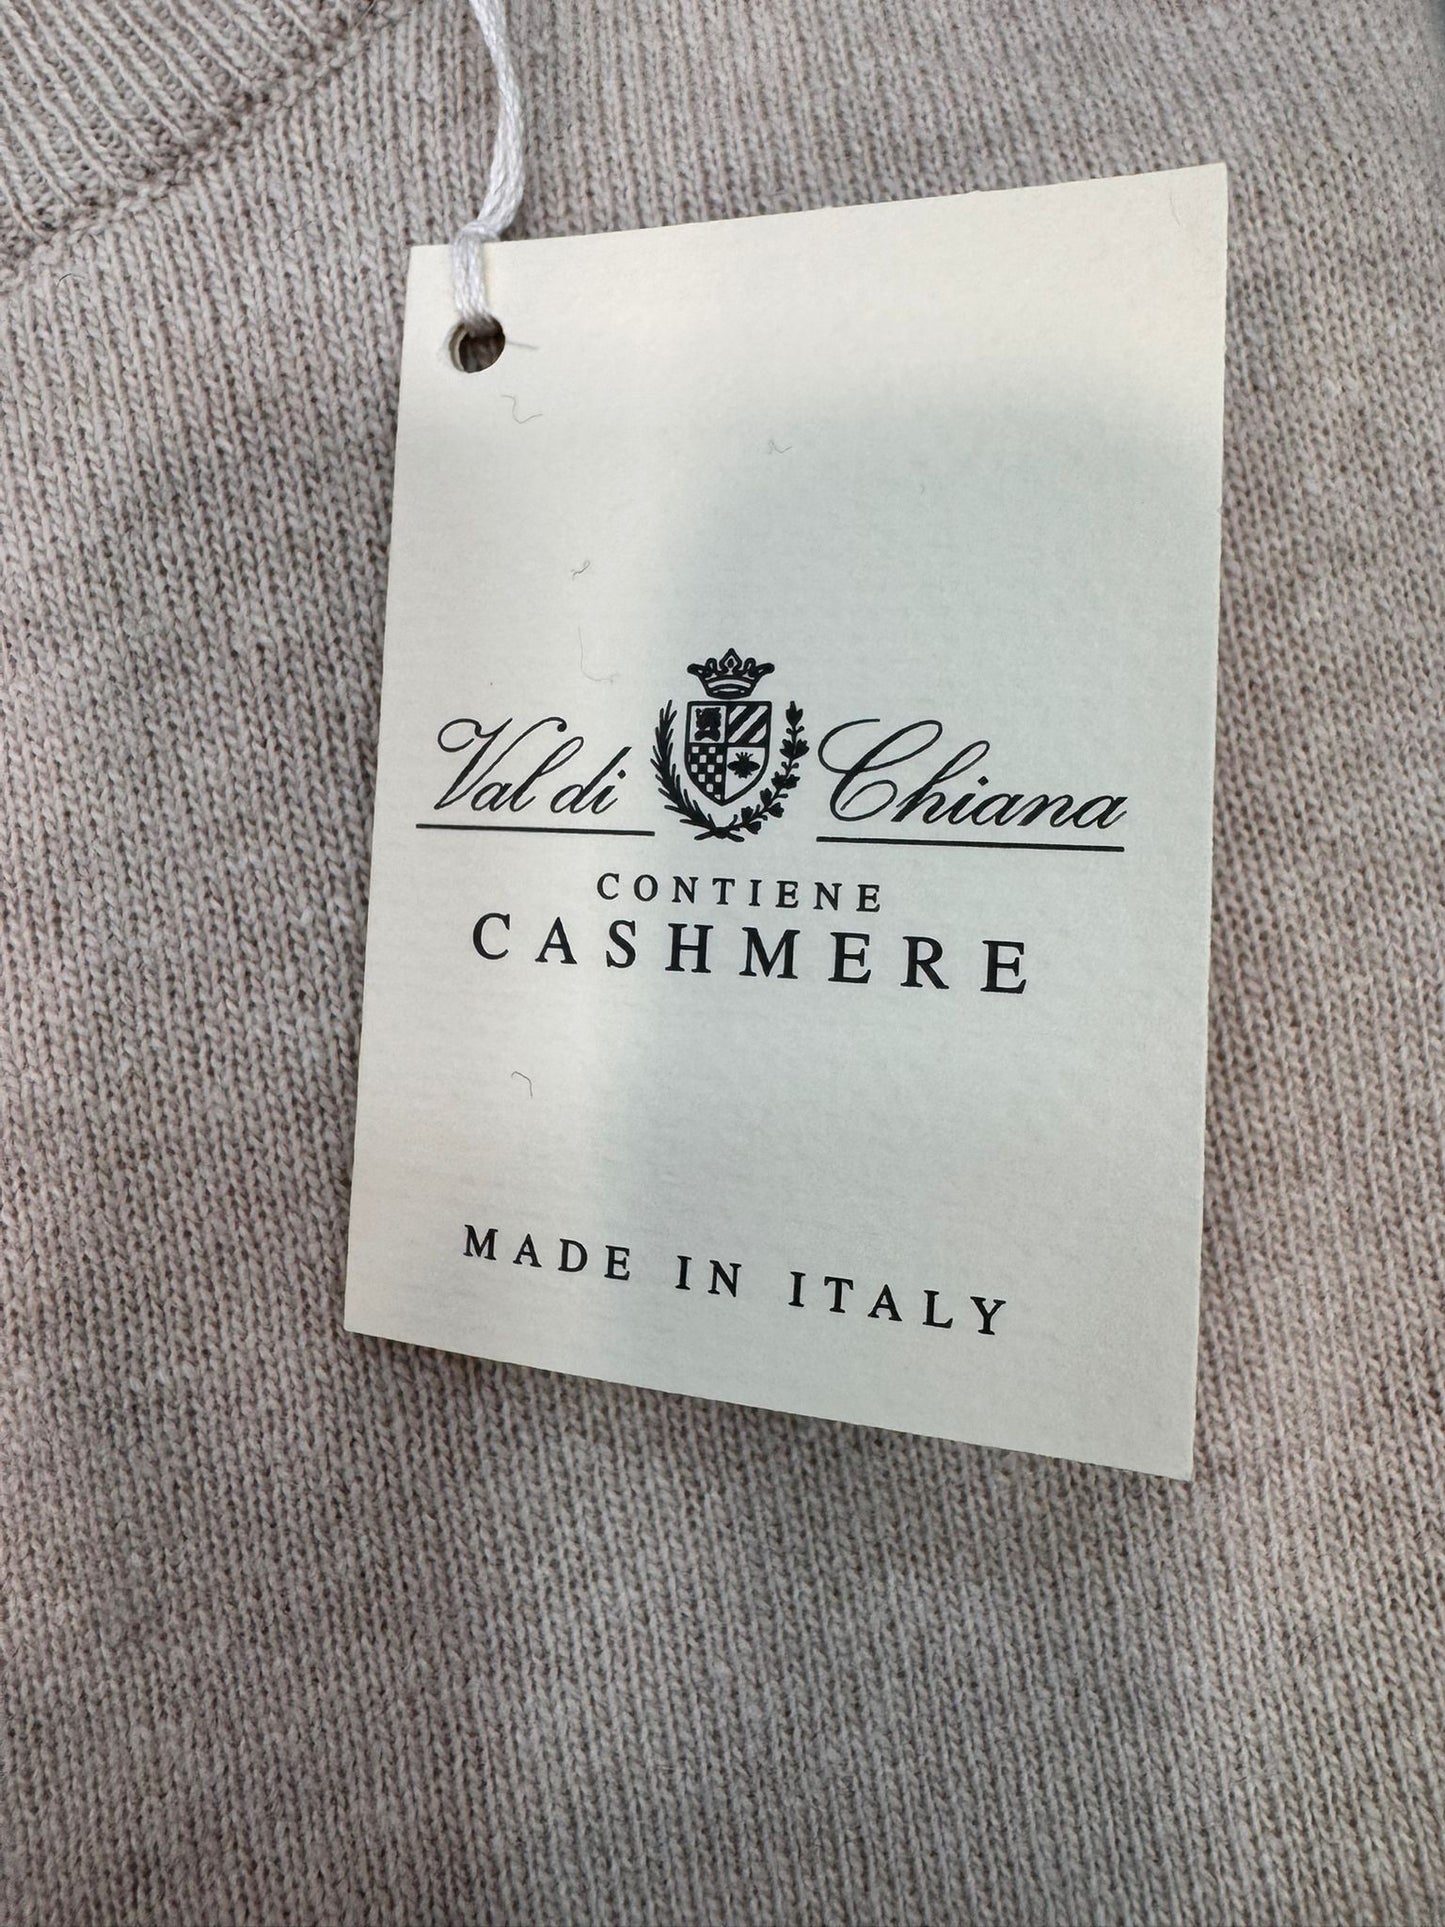 Val di Chiana
CONTIENE
CASHMERE
MADE IN ITALY